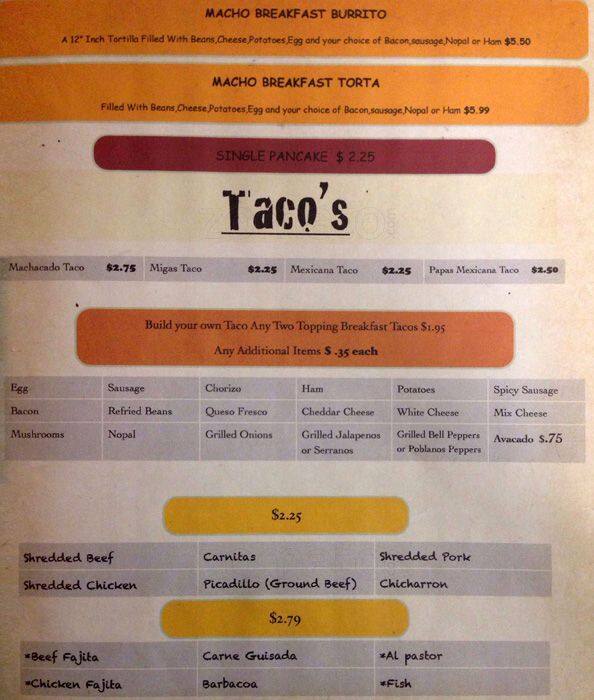 MACHO BREAKFAST BURRITO
A 12" Inch Tortilla Filled With Beans,Cheese,Potatoes,Egg and your choice of Bacon,sausage,Nopal or Ham $5.50
MACHO BREAKFAST TORTA
Filled With Beans,Cheese,Potatoes,Egg and your choice of Bacon,sausage,Nopal or Ham $5.99
SINGLE PANCAKE $ 2.25
Taco's
Machacado Taco $2.75 Migas Taco $2.25 Mexicana Taco $2.25 Papas Mexicana Taco $2.50
Build your own Taco Any Two Topping Breakfast Tacos $1.95
Any Additional Items $ .35 each
Egg Sausage Chorizo Ham Potatoes Spicy Sausage
Bacon Refried Beans Queso Fresco Cheddar Cheese White Cheese Mix Cheese
Mushrooms Nopal Grilled Onions Grilled Jalapenos or Serranos Grilled Bell Peppers or Poblanos Peppers Avacado $.75
$2.25
Shredded Beef Carnitas Shredded Pork
Shredded Chicken Picadillo (Ground Beef) Chicharron
$2.79
*Beef Fajita Carne Guisada *Al pastor
*Chicken Fajita Barbacoa *Fish